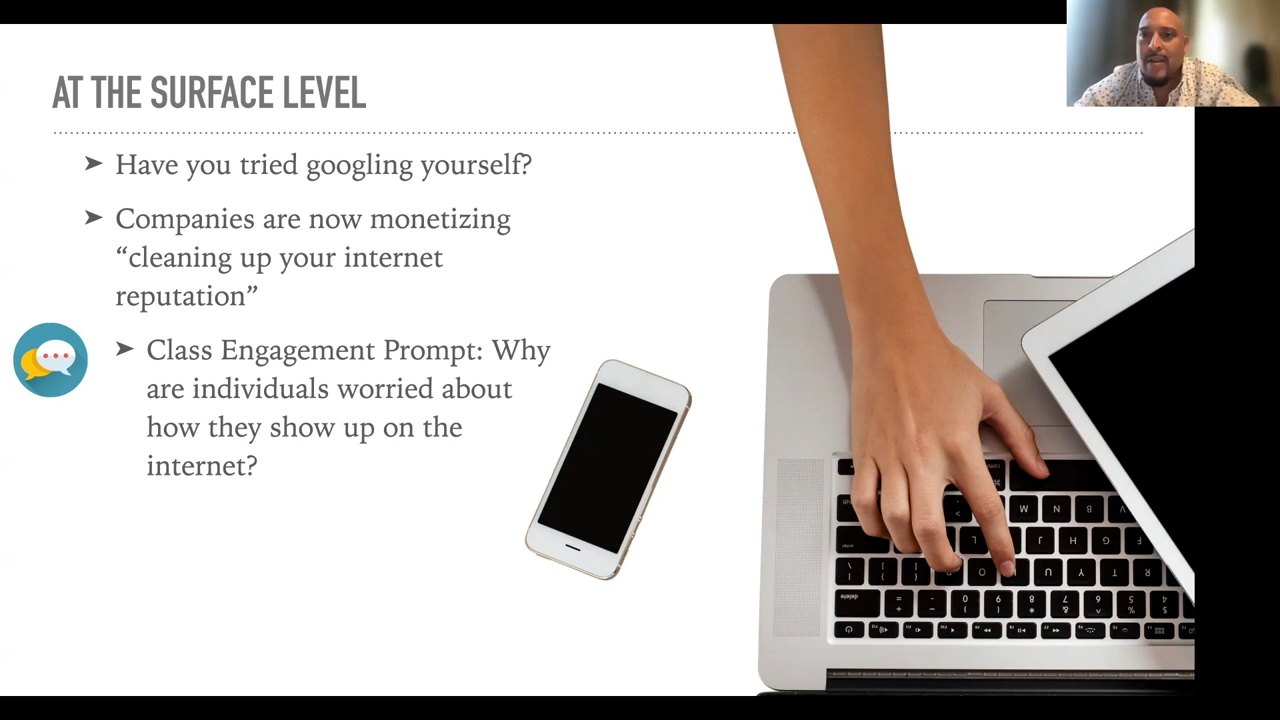 AT THE SURFACE LEVEL
➤ Have you tried googling yourself?
➤ Companies are now monetizing
“cleaning up your internet
reputation”
➤ Class Engagement Prompt: Why
are individuals worried about
how they show up on the
internet?
M N B V
L J H G F
O U Y T R
delete